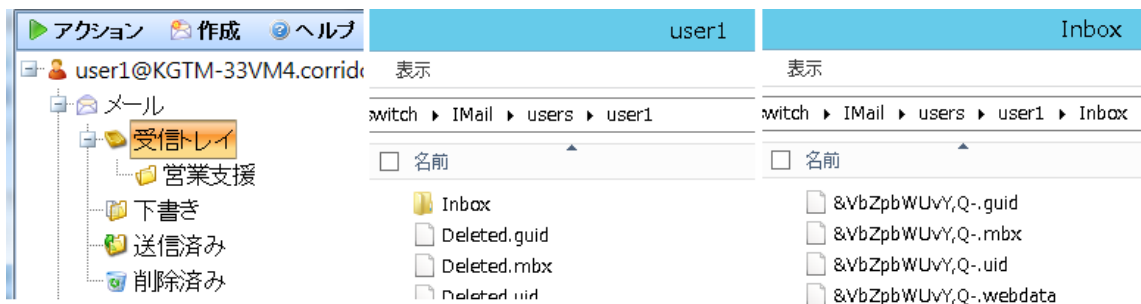 アクション 作成 ヘルプ
user1@KGTM-33VM4.corrid
メール
受信トレイ
営業支援
下書き
送信済み
削除済み
user1
表示
witch ▸ IMail ▸ users ▸ user1
名前
Inbox
Deleted.guid
Deleted.mbx
Deleted.uid
Inbox
表示
witch ▸ IMail ▸ users ▸ user1 ▸ Inbox
名前
&VbZpbWUvY,Q-.guid
&VbZpbWUvY,Q-.mbx
&VbZpbWUvY,Q-.uid
&VbZpbWUvY,Q-.webdata